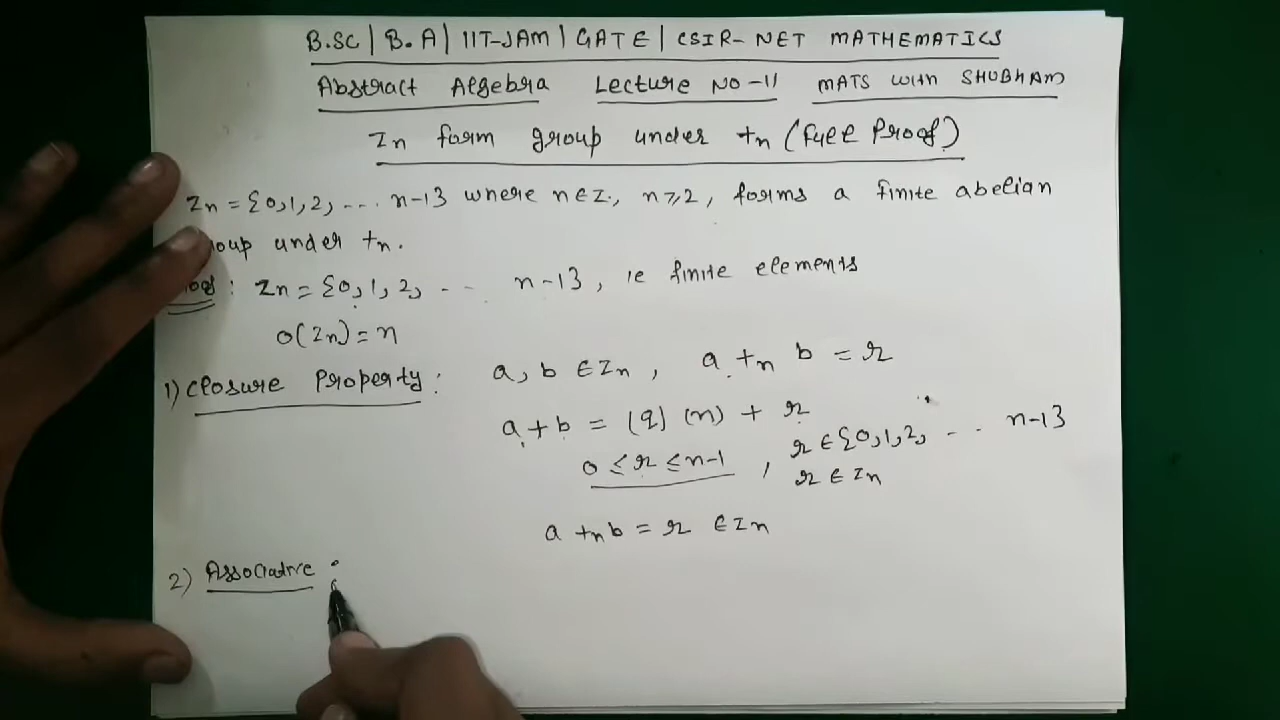 B.SC | B.A | IIT-JAM | GATE | CSIR-NET MATHEMATICS
Abstract Algebra Lecture No-11 MATS with SHUBHAM
Zn form group under +n (Full Proof)
Zn = {0,1,2, ... n-1} where n∈Z, n≥2, forms a finite abelian
oup under +n.
oof : Zn = {0,1,2, .. n-1}, ie finite elements
O(Zn) = n
1) Closure Property : a, b ∈ Zn, a +n b = r
a+b = (q)(n) + r
0 ≤ r ≤ n-1, r ∈ {0,1,2, .. n-1}
r ∈ Zn
a +n b = r ∈ Zn
2) Associative :